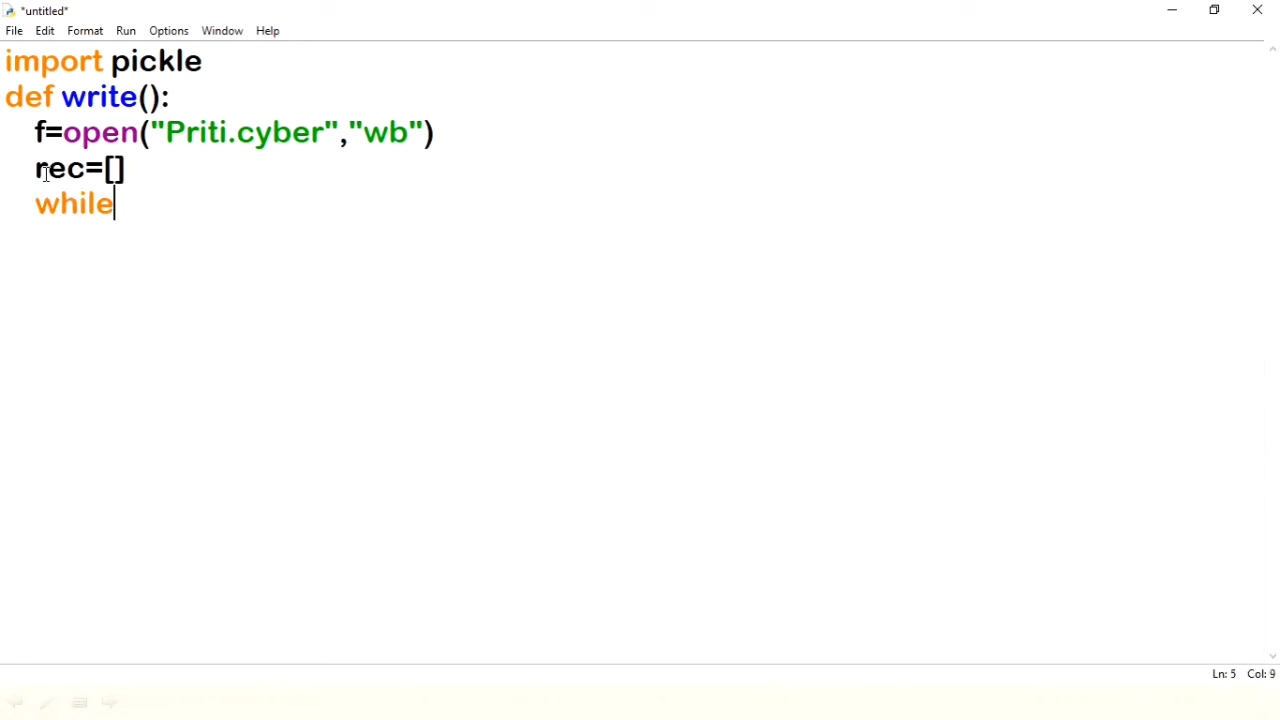 *untitled*
File Edit Format Run Options Window Help
import pickle
def write():
    f=open("Priti.cyber","wb")
    rec=[]
    while
Ln: 5 Col: 9